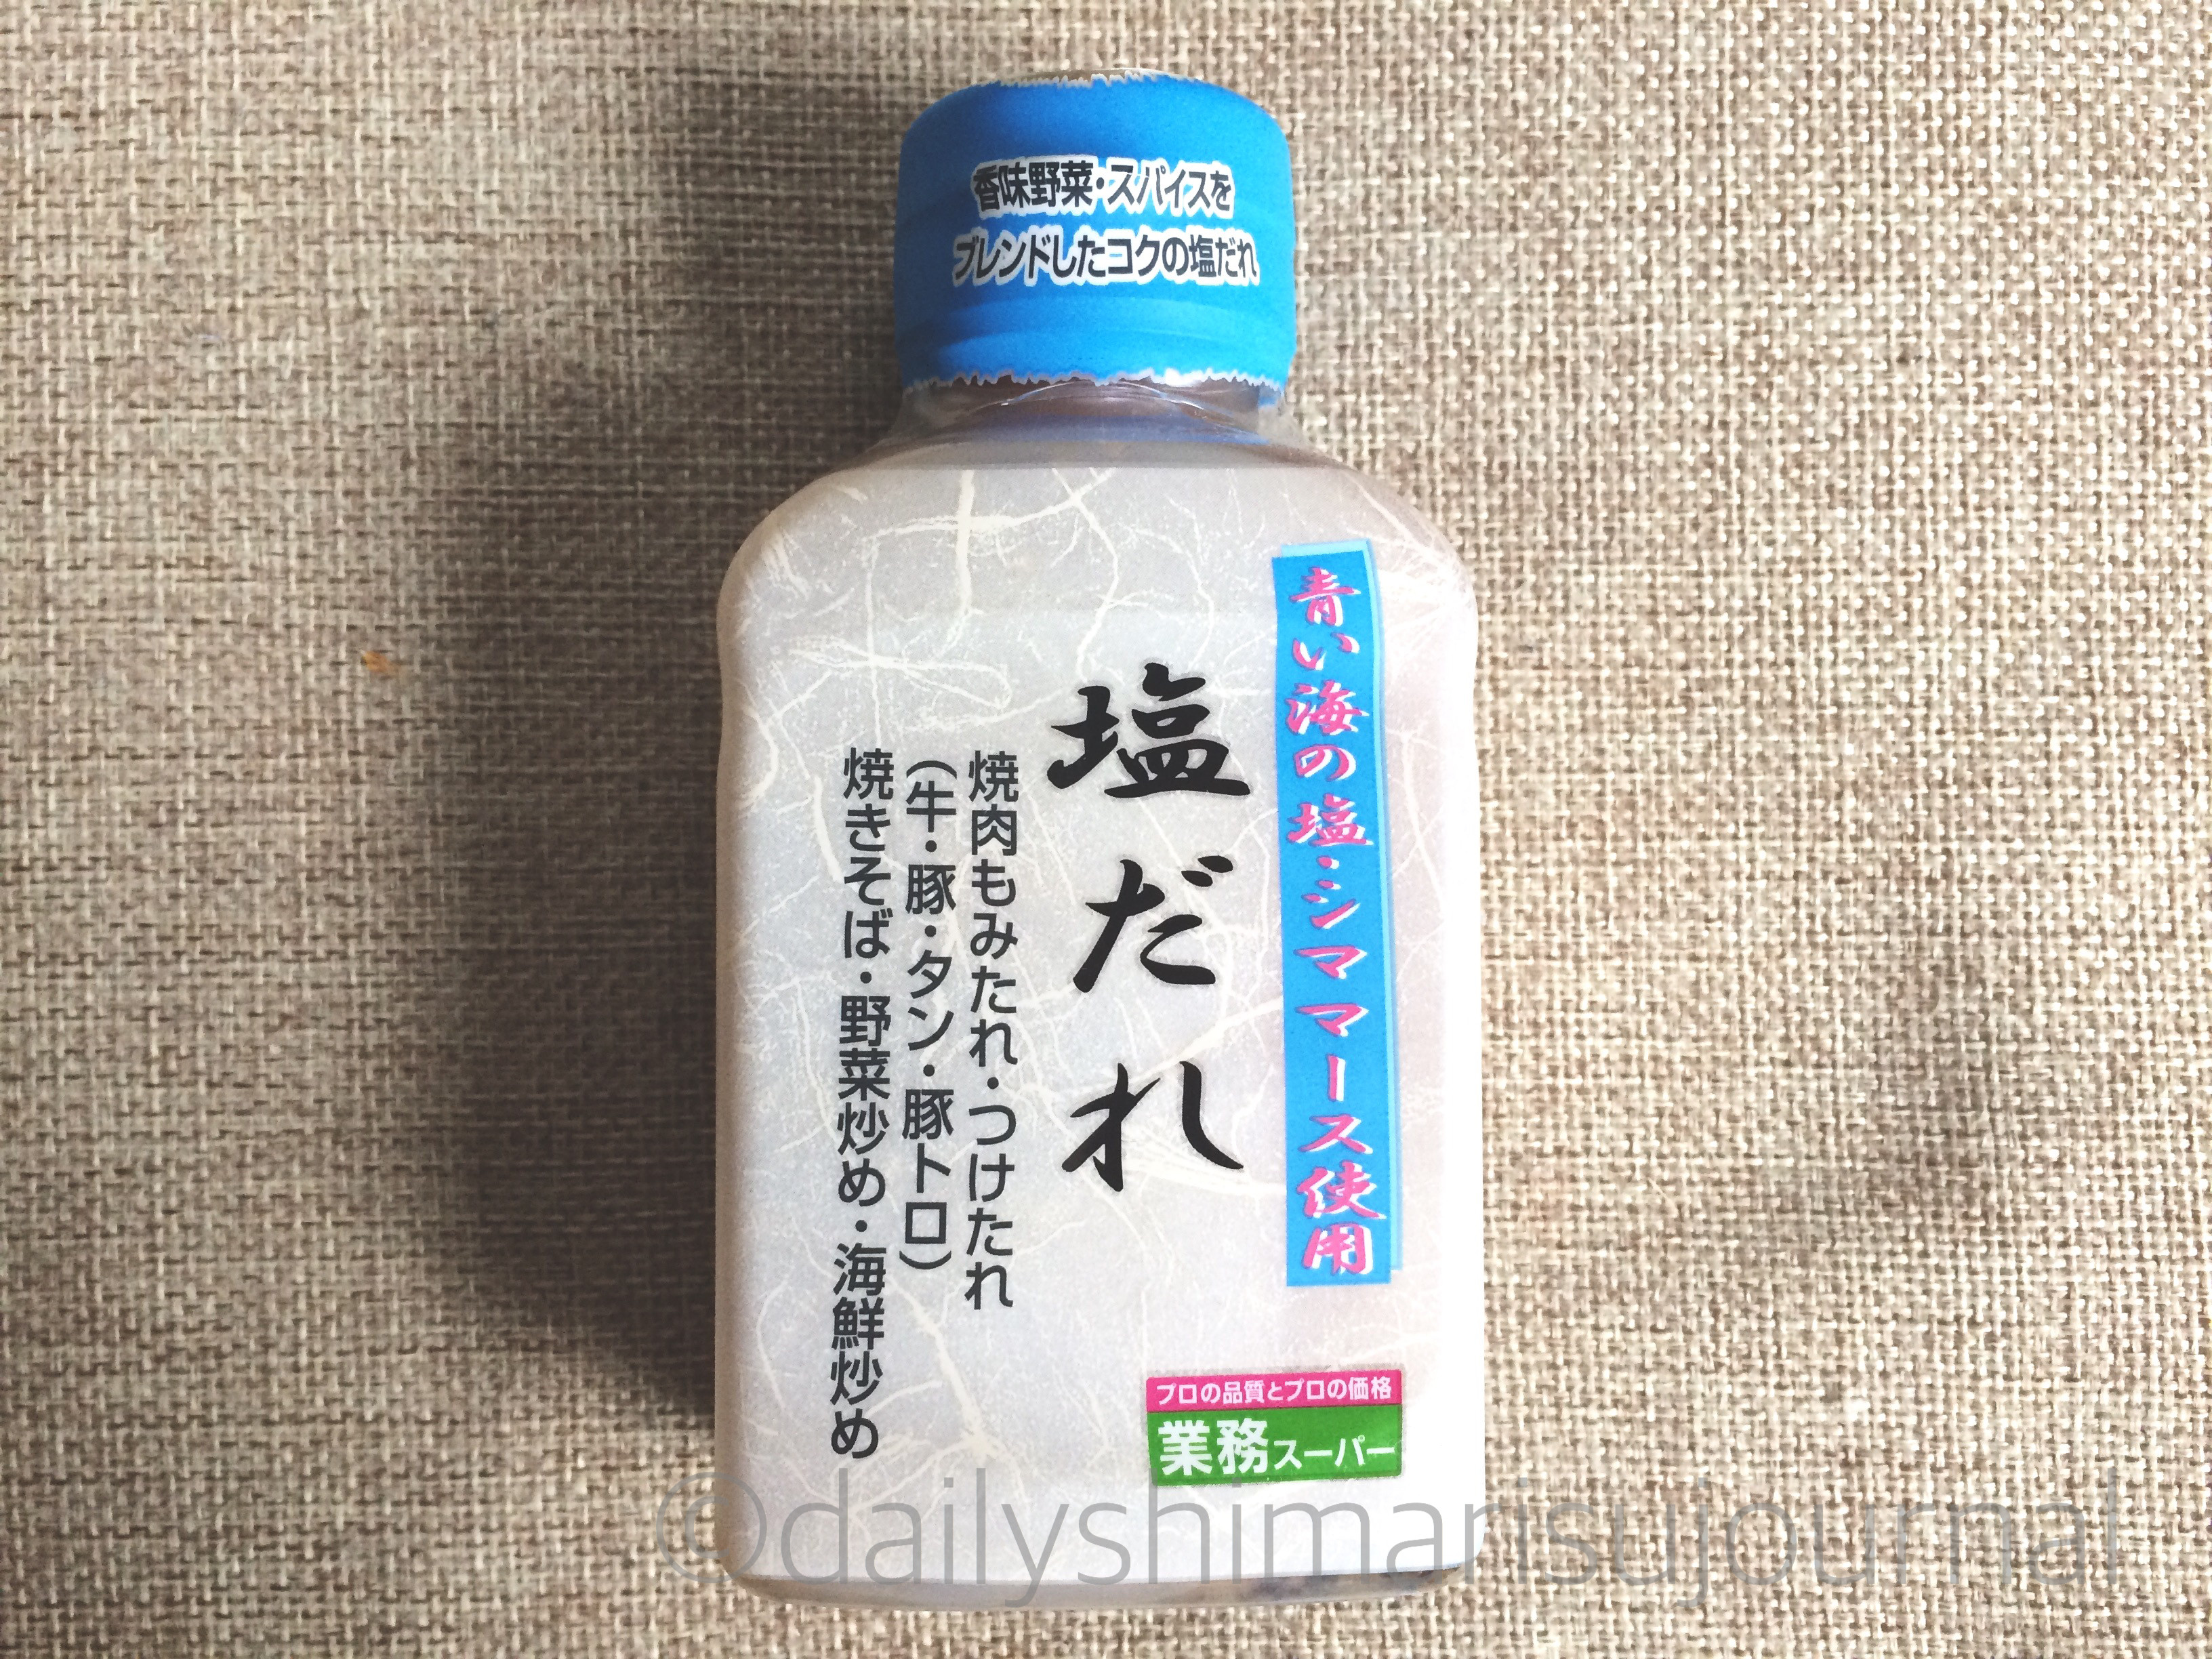 香味野菜・スパイスを
ブレンドしたコクの塩だれ
青い海の塩・シママース使用
塩だれ
焼肉もみたれ・つけたれ
（牛・豚・タン・豚トロ）
焼きそば・野菜炒め・海鮮炒め
プロの品質とプロの価格
業務スーパー
©dailyshimarisujournal